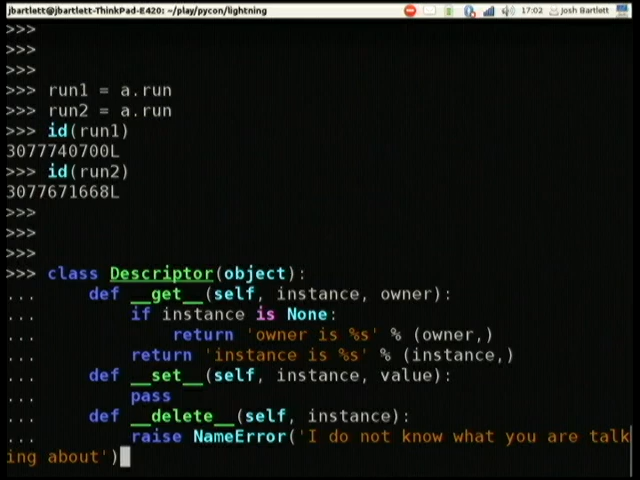 jbartlett@jbartlett-ThinkPad-E420: ~/play/pycon/lightning 17:02 Josh Bartlett
>>>
>>>
>>>
>>> run1 = a.run
>>> run2 = a.run
>>> id(run1)
3077740700L
>>> id(run2)
3077671668L
>>>
>>>
>>>
>>> class Descriptor(object):
...     def __get__(self, instance, owner):
...         if instance is None:
...             return 'owner is %s' % (owner,)
...         return 'instance is %s' % (instance,)
...     def __set__(self, instance, value):
...         pass
...     def __delete__(self, instance):
...         raise NameError('I do not know what you are talk
ing about')